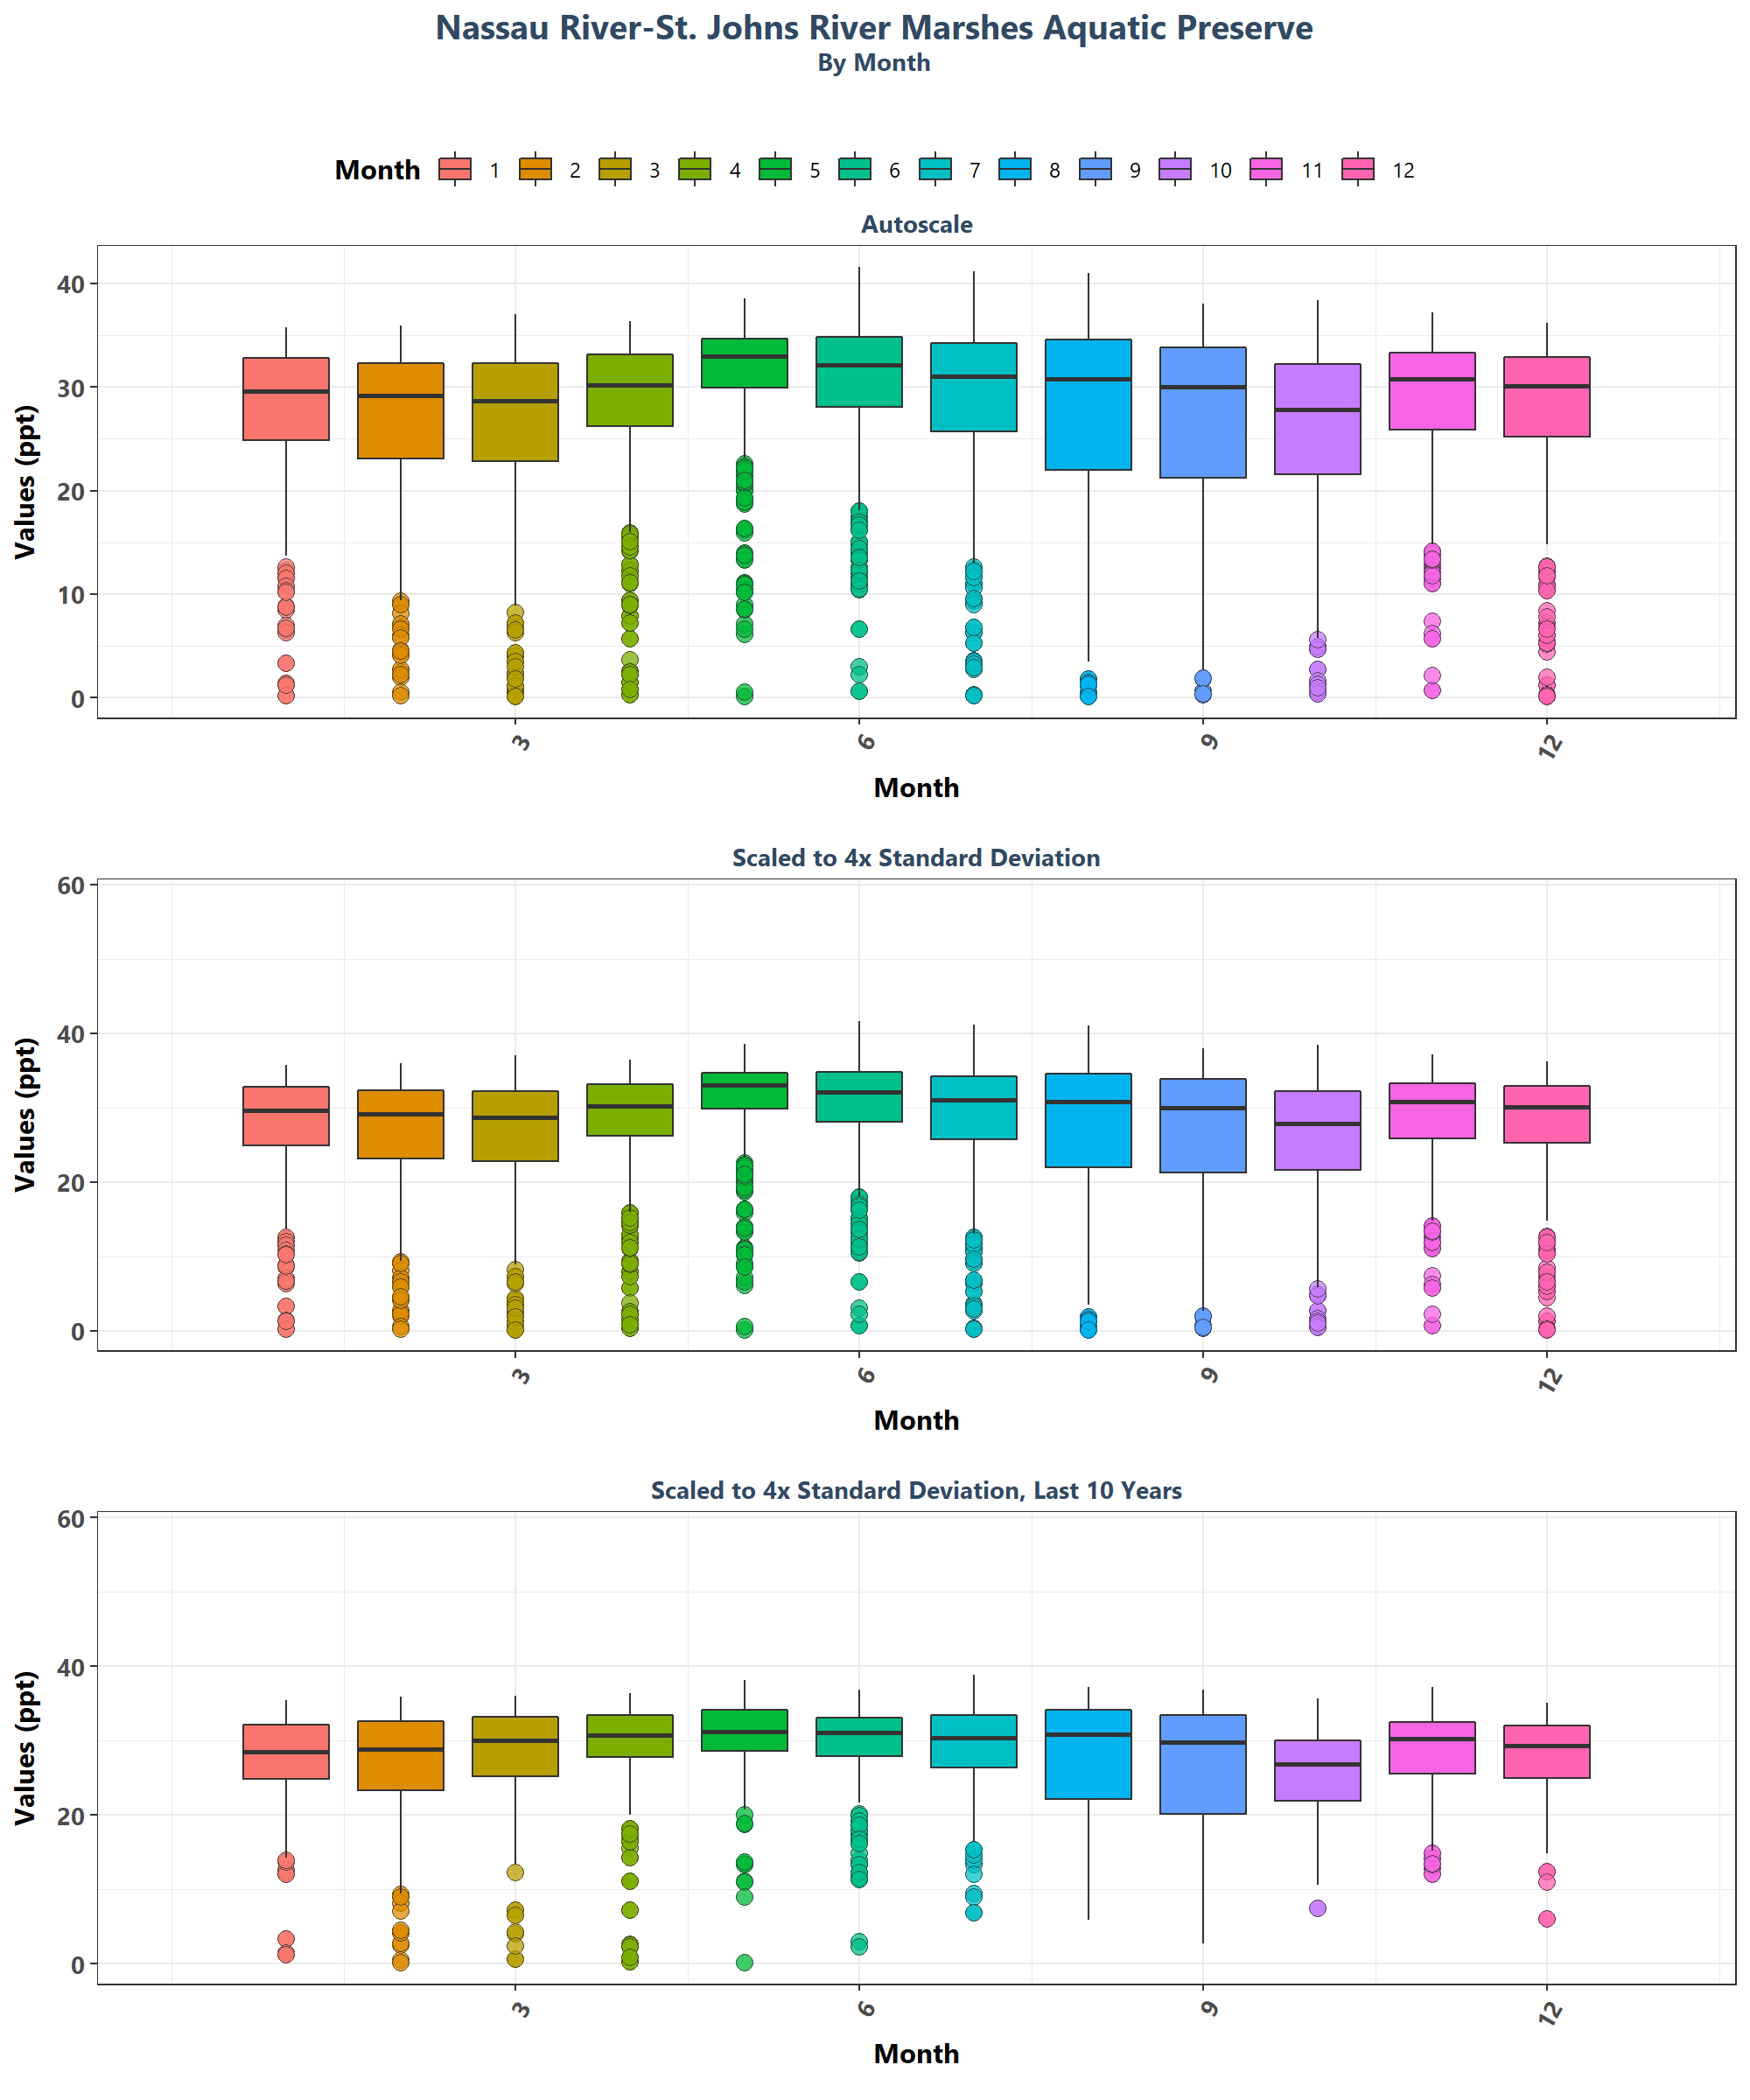 Nassau River-St. Johns River Marshes Aquatic Preserve
By Month
Month 1 2 3 4 5 6 7 8 9 10 11 12
Autoscale
Values (ppt)
40
30
20
10
0
3 6 9 12
Month
Scaled to 4x Standard Deviation
Values (ppt)
60
40
20
0
3 6 9 12
Month
Scaled to 4x Standard Deviation, Last 10 Years
Values (ppt)
60
40
20
0
3 6 9 12
Month